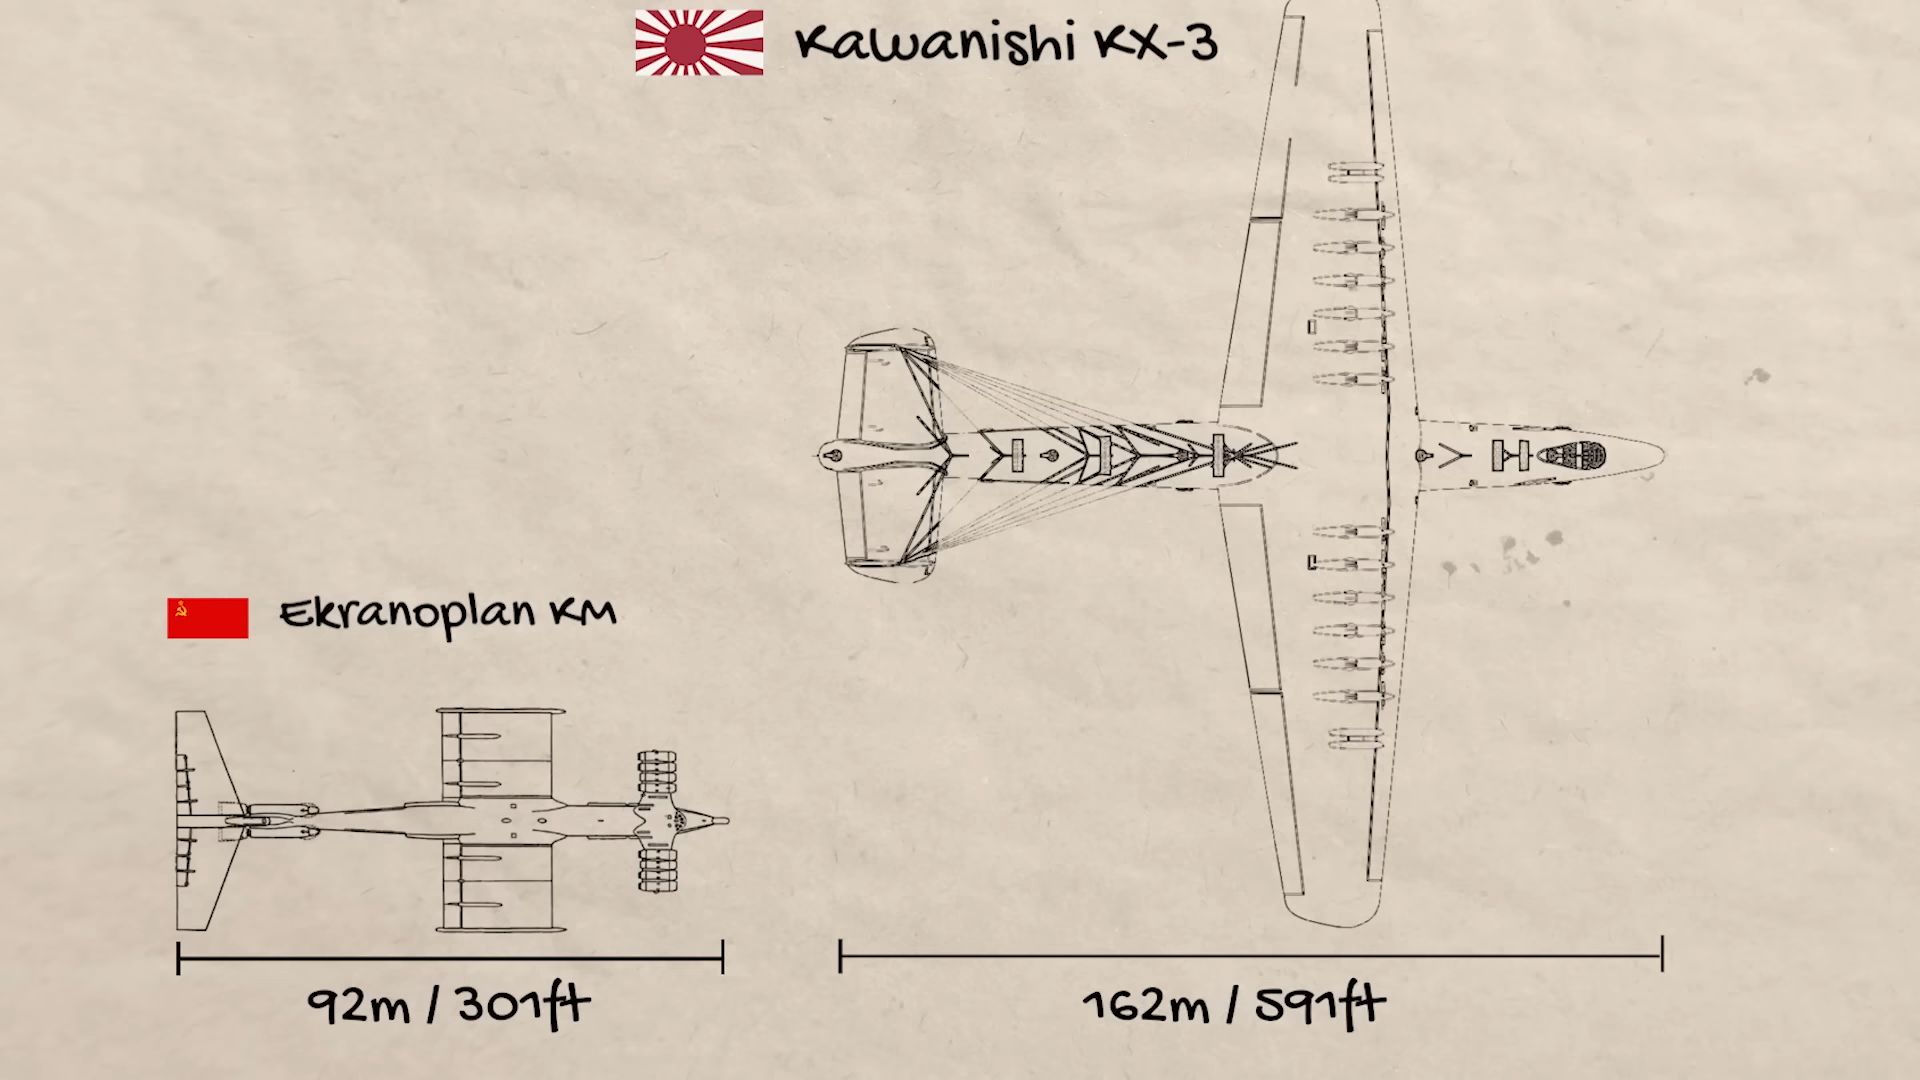 Kawanishi KX-3
Ekranoplan KM
92m / 301ft
162m / 591ft